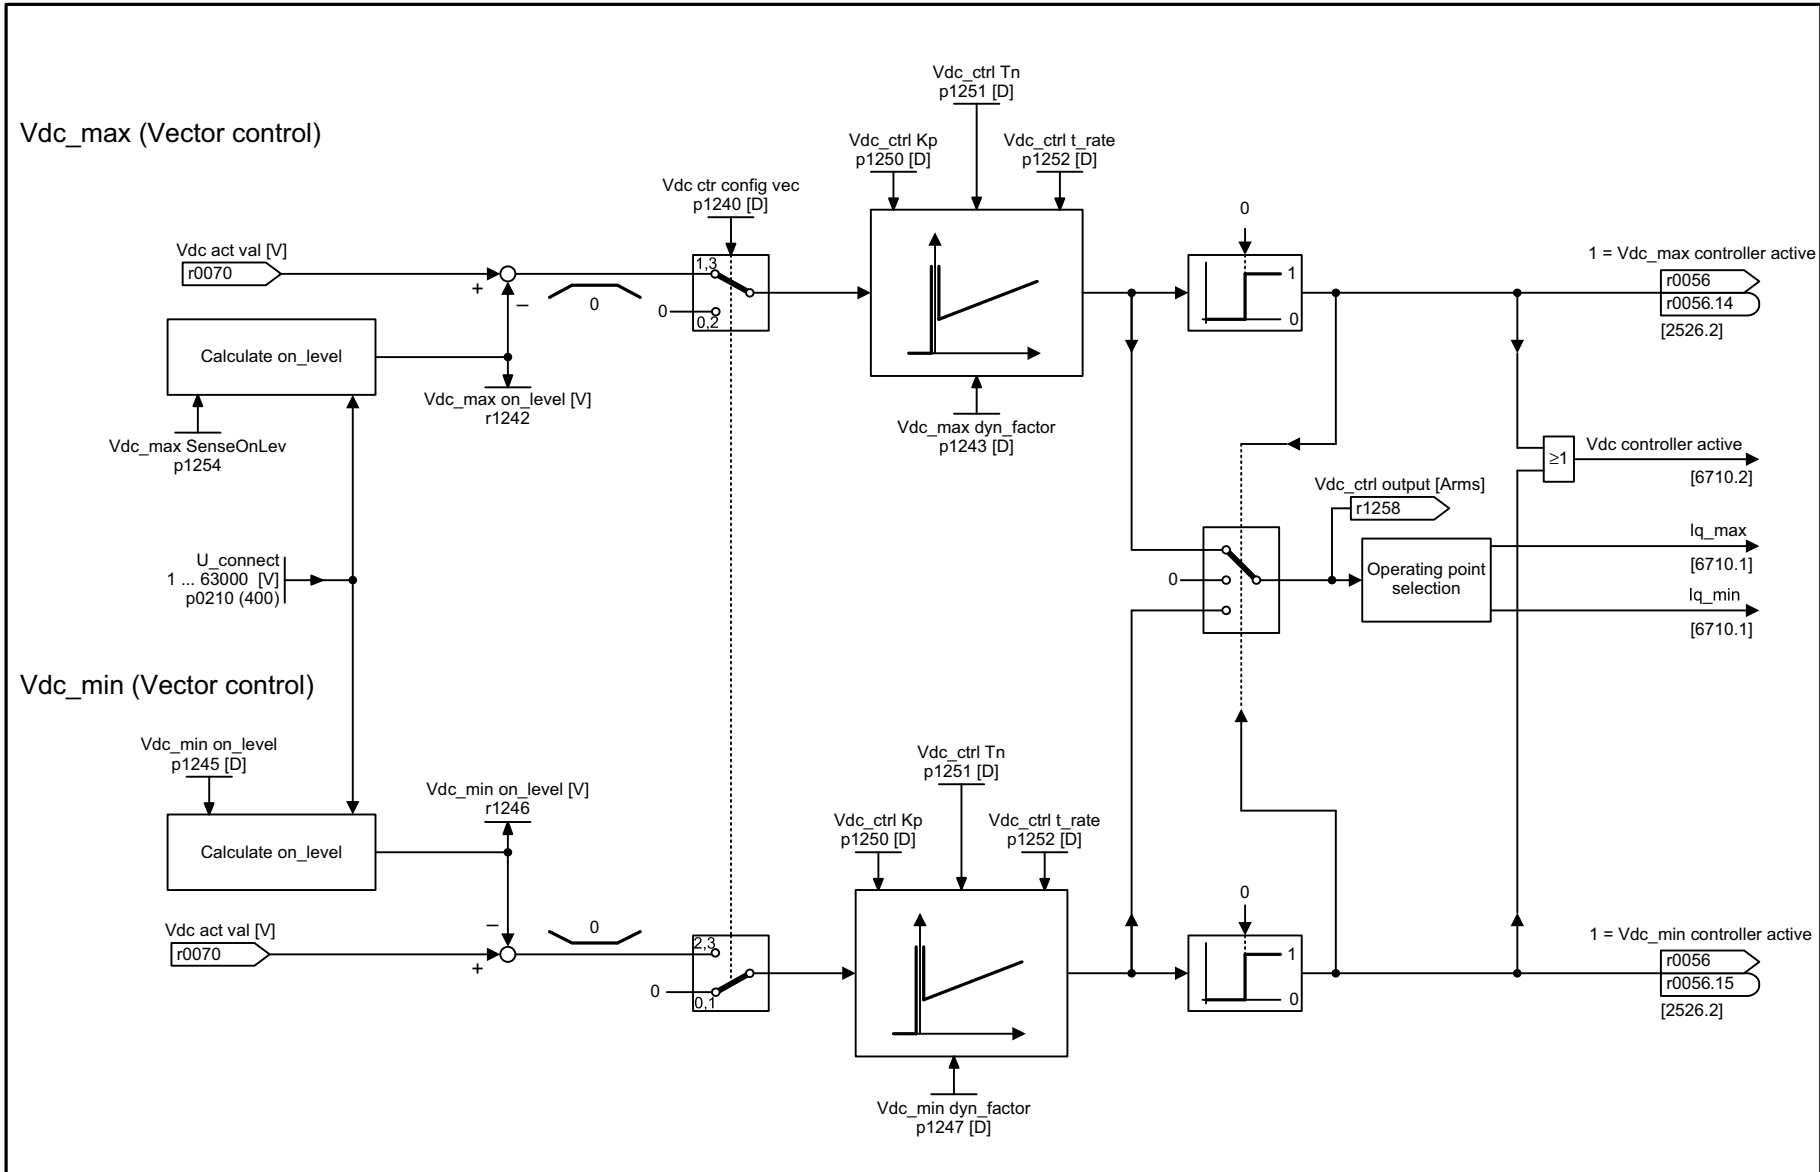 Vdc_max (Vector control)
Vdc_ctrl Tn
p1251 [D]
Vdc_ctrl Kp
p1250 [D]
Vdc_ctrl t_rate
p1252 [D]
Vdc ctr config vec
p1240 [D]
0
Vdc act val [V]
r0070
+
–
0
1,3
0
0,2
1
0
1 = Vdc_max controller active
r0056
r0056.14
[2526.2]
Calculate on_level
Vdc_max on_level [V]
r1242
Vdc_max SenseOnLev
p1254
Vdc_max dyn_factor
p1243 [D]
≥1
Vdc controller active
[6710.2]
Vdc_ctrl output [Arms]
r1258
U_connect
1 ... 63000 [V]
p0210 (400)
0
Operating point
selection
Iq_max
[6710.1]
Iq_min
[6710.1]
Vdc_min (Vector control)
Vdc_min on_level
p1245 [D]
Vdc_min on_level [V]
r1246
Calculate on_level
Vdc_ctrl Tn
p1251 [D]
Vdc_ctrl Kp
p1250 [D]
Vdc_ctrl t_rate
p1252 [D]
0
Vdc act val [V]
r0070
–
+
0
2,3
0
0,1
1
0
1 = Vdc_min controller active
r0056
r0056.15
[2526.2]
Vdc_min dyn_factor
p1247 [D]